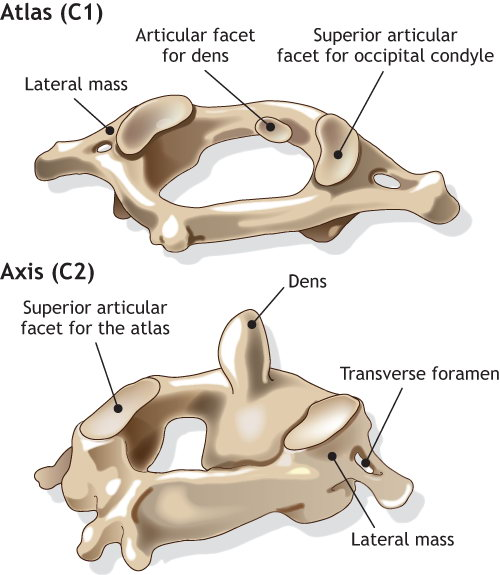 Atlas (C1)
Articular facet
for dens
Superior articular
facet for occipital condyle
Lateral mass
Axis (C2)
Dens
Superior articular
facet for the atlas
Transverse foramen
Lateral mass